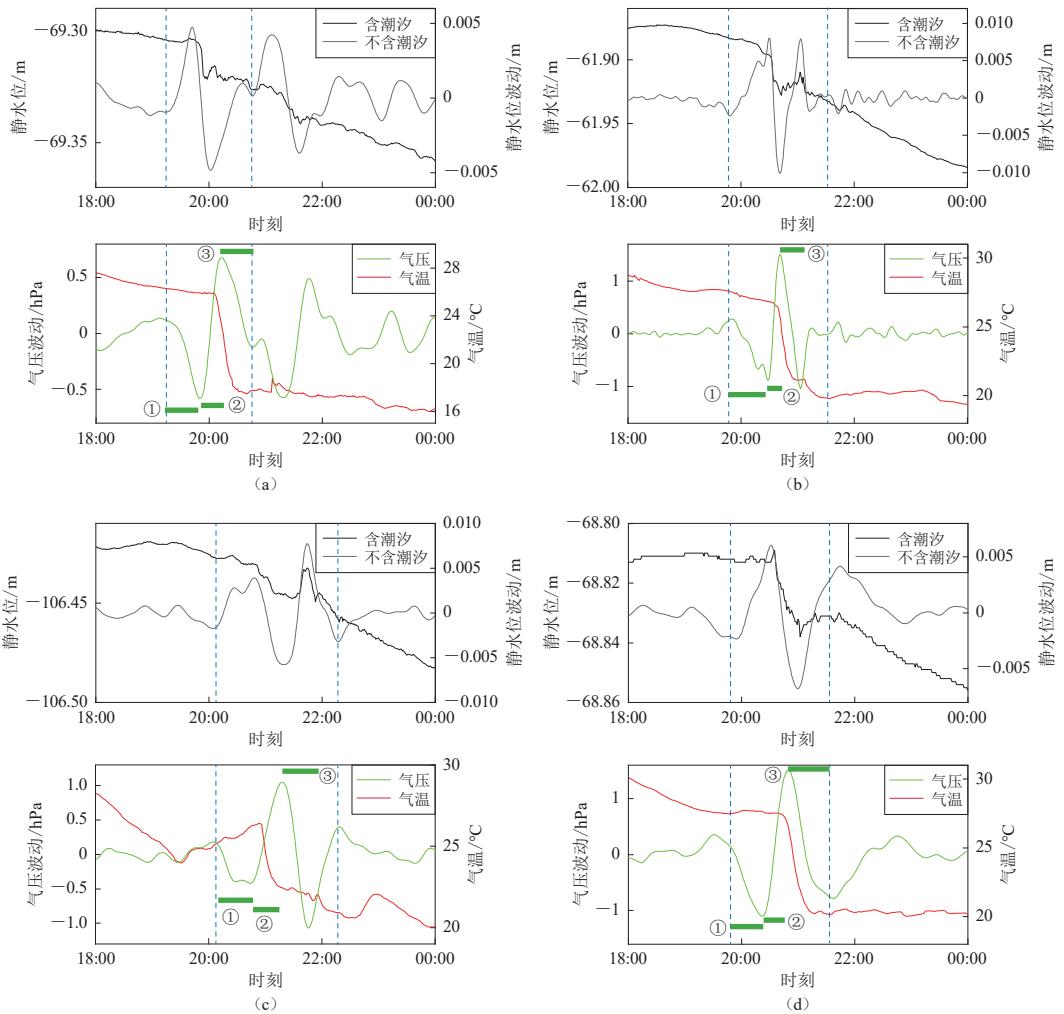 静水位/m
−69.30
−69.35
含潮汐
不含潮汐
0.005
0
−0.005
静水位波动/m
18:00 20:00 22:00 00:00
时刻
气压波动/hPa
0.5
0
−0.5
③
①
②
气压
气温
28
24
20
16
气温/℃
18:00 20:00 22:00 00:00
时刻
(a)
静水位/m
−61.90
−61.95
−62.00
含潮汐
不含潮汐
0.010
0.005
0
−0.005
−0.010
静水位波动/m
18:00 20:00 22:00 00:00
时刻
气压波动/hPa
1
0
−1
③
①
②
气压
气温
30
25
20
气温/℃
18:00 20:00 22:00 00:00
时刻
(b)
静水位/m
−106.45
−106.50
含潮汐
不含潮汐
0.010
0.005
0
−0.005
−0.010
静水位波动/m
18:00 20:00 22:00 00:00
时刻
气压波动/hPa
1.0
0.5
0
−0.5
−1.0
③
①
②
气压
气温
30
25
20
气温/℃
18:00 20:00 22:00 00:00
时刻
(c)
静水位/m
−68.80
−68.82
−68.84
−68.86
含潮汐
不含潮汐
0.005
0
−0.005
静水位波动/m
18:00 20:00 22:00 00:00
时刻
气压波动/hPa
1
0
−1
③
①
②
气压
气温
30
25
20
气温/℃
18:00 20:00 22:00 00:00
时刻
(d)